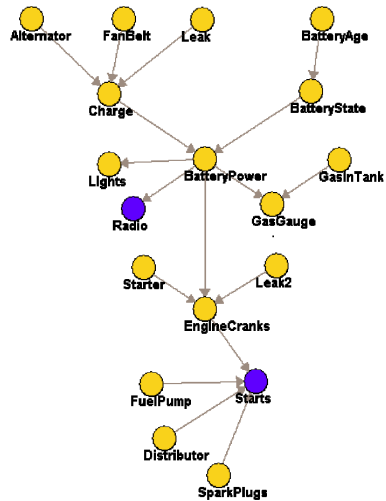 Alternator FanBelt Leak BatteryAge
Charge BatteryState
Lights BatteryPower GasInTank
Radio GasGauge
Starter Leak2
EngineCranks
FuelPump Starts
Distributor
SparkPlugs